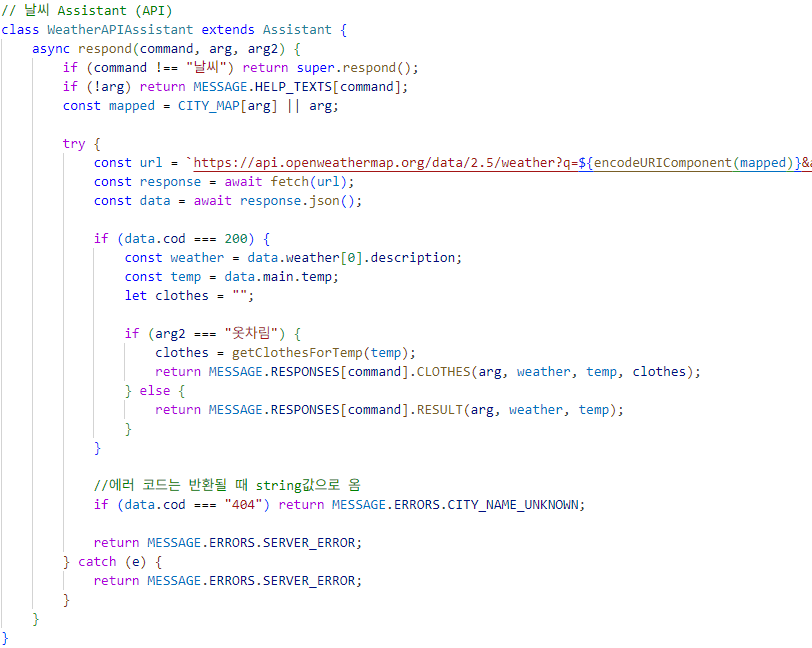 // 날씨 Assistant (API)
class WeatherAPIAssistant extends Assistant {
    async respond(command, arg, arg2) {
        if (command !== "날씨") return super.respond();
        if (!arg) return MESSAGE.HELP_TEXTS[command];
        const mapped = CITY_MAP[arg] || arg;

        try {
            const url = `https://api.openweathermap.org/data/2.5/weather?q=${encodeURIComponent(mapped)}&
            const response = await fetch(url);
            const data = await response.json();

            if (data.cod === 200) {
                const weather = data.weather[0].description;
                const temp = data.main.temp;
                let clothes = "";

                if (arg2 === "옷차림") {
                    clothes = getClothesForTemp(temp);
                    return MESSAGE.RESPONSES[command].CLOTHES(arg, weather, temp, clothes);
                } else {
                    return MESSAGE.RESPONSES[command].RESULT(arg, weather, temp);
                }
            }

            //에러 코드는 반환될 때 string값으로 옴
            if (data.cod === "404") return MESSAGE.ERRORS.CITY_NAME_UNKNOWN;

            return MESSAGE.ERRORS.SERVER_ERROR;
        } catch (e) {
            return MESSAGE.ERRORS.SERVER_ERROR;
        }
    }
}